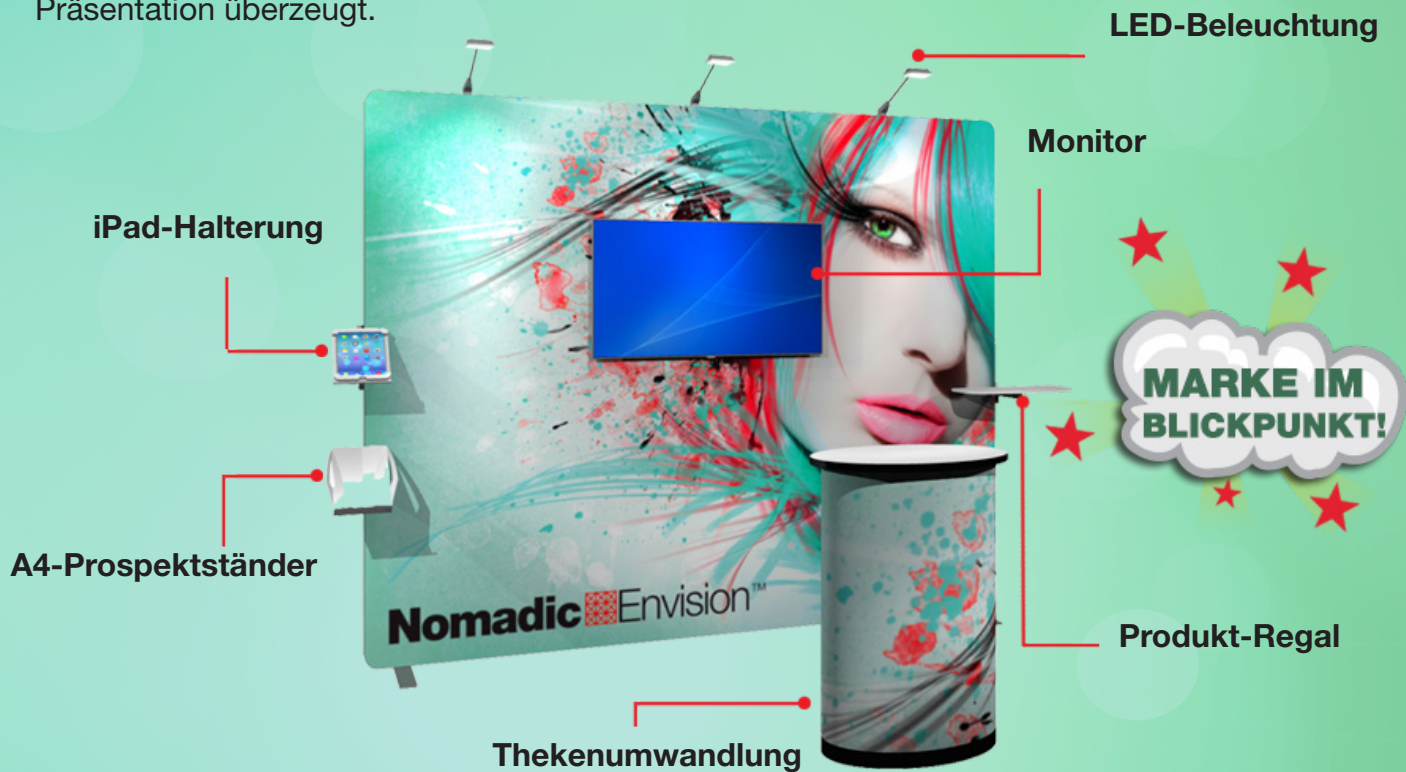 Präsentation überzeugt.
LED-Beleuchtung
Monitor
iPad-Halterung
MARKE IM
BLICKPUNKT!
A4-Prospektständer
Nomadic Envision™
Produkt-Regal
Thekenumwandlung